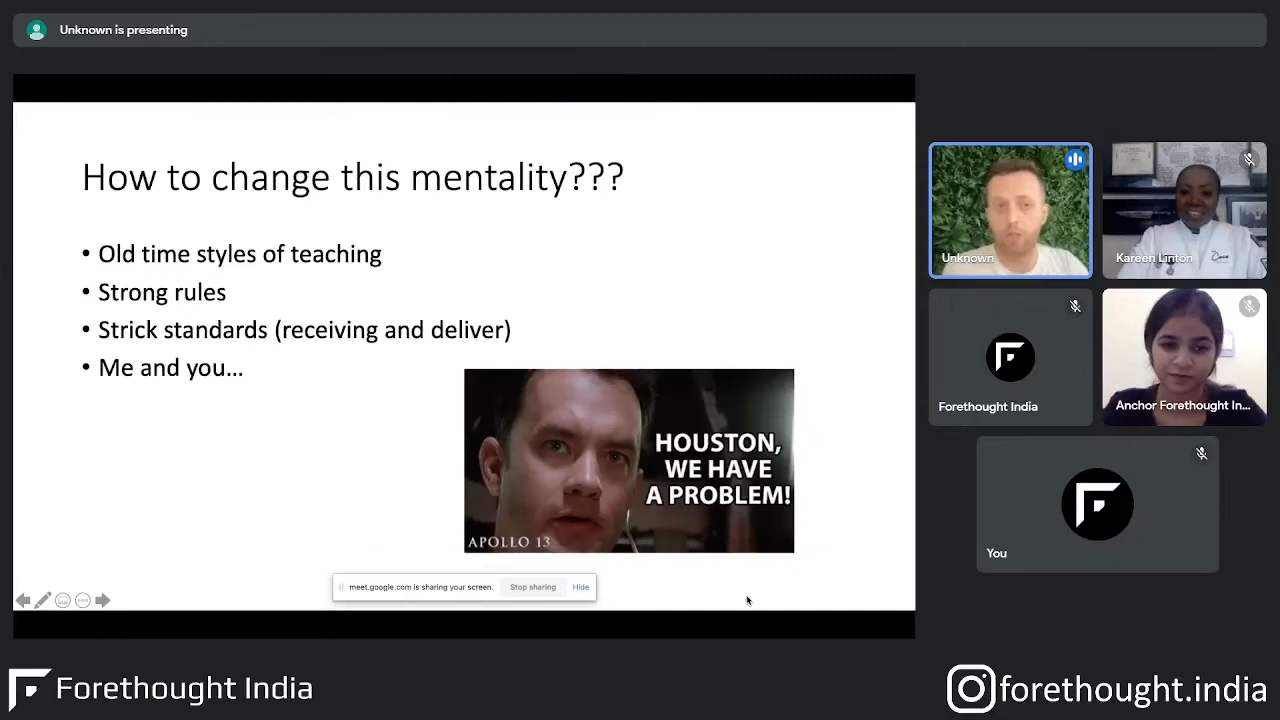 Unknown is presenting
How to change this mentality???
• Old time styles of teaching
• Strong rules
• Strick standards (receiving and deliver)
• Me and you...
HOUSTON,
WE HAVE
A PROBLEM!
APOLLO 13
meet.google.com is sharing your screen. Stop sharing Hide
Unknown
Kareen Linton
Forethought India
Anchor Forethought In...
You
Forethought India
forethought.india